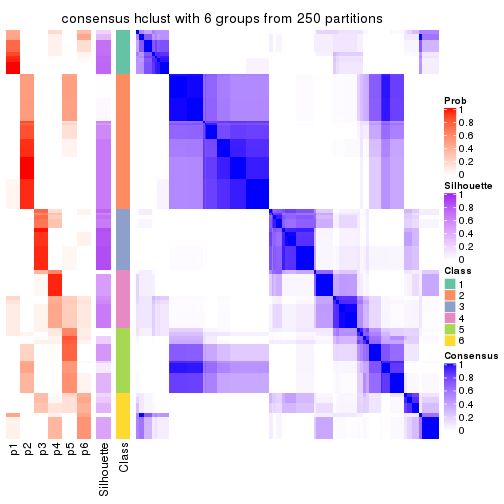 consensus hclust with 6 groups from 250 partitions
Prob
1
0.8
0.6
0.4
0.2
0
Silhouette
1
0.8
0.6
0.4
0.2
0
Class
1
2
3
4
5
6
Consensus
1
0.8
0.6
0.4
0.2
0
p1
p2
p3
p4
p5
p6
Silhouette
Class